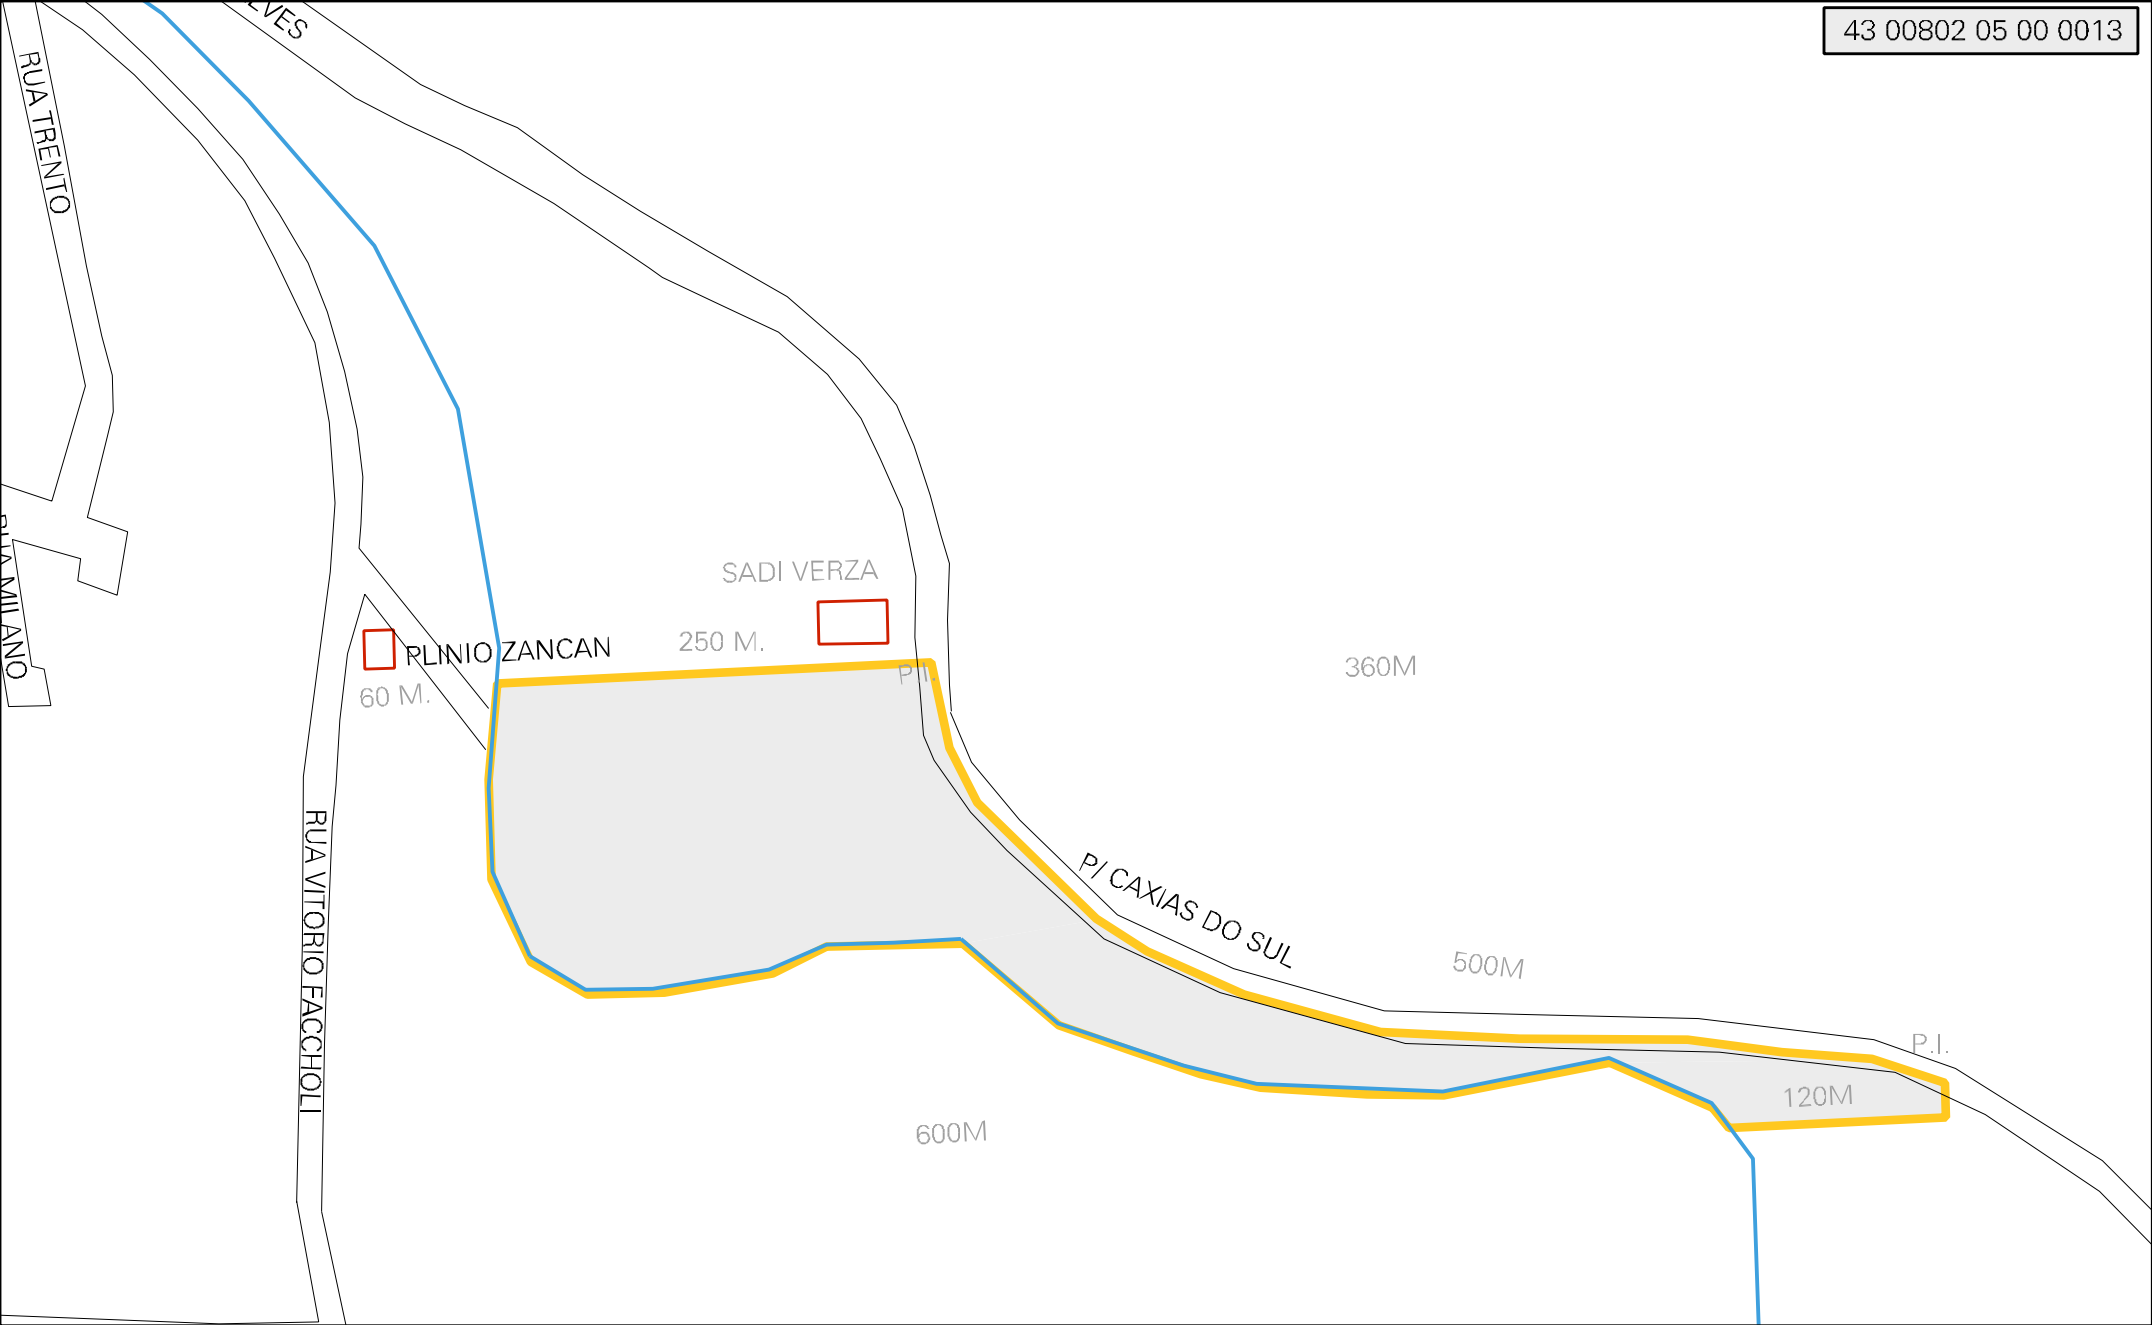 LVES
43 00802 05 00 0013
RUA TRENTO
RUA MILANO
SADI VERZA
250 M.
PLINIO ZANCAN
60 M.
P.I.
360M
RUA VITORIO FACCHOLI
P/ CAXIAS DO SUL
500M
P.I.
120M
600M